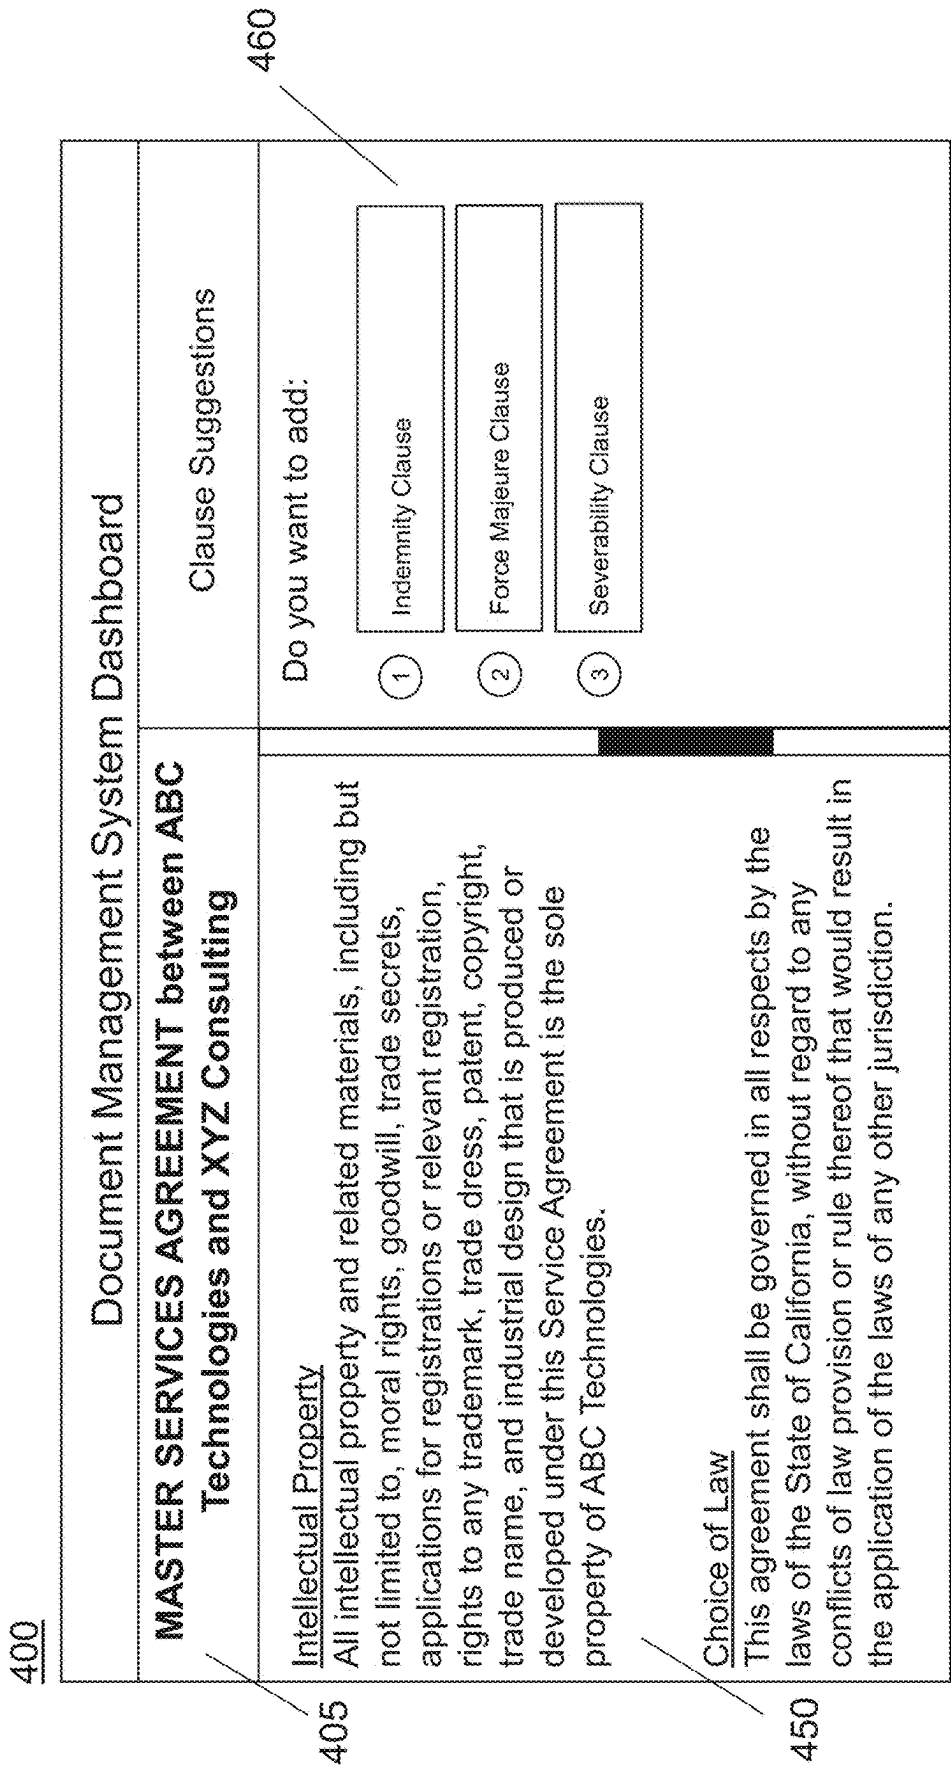 400
Document Management System Dashboard
MASTER SERVICES AGREEMENT between ABC
Technologies and XYZ Consulting
405
Intellectual Property
All intellectual property and related materials, including but
not limited to, moral rights, goodwill, trade secrets,
applications for registrations or relevant registration,
rights to any trademark, trade dress, patent, copyright,
trade name, and industrial design that is produced or
developed under this Service Agreement is the sole
property of ABC Technologies.
450
Choice of Law
This agreement shall be governed in all respects by the
laws of the State of California, without regard to any
conflicts of law provision or rule thereof that would result in
the application of the laws of any other jurisdiction.
Clause Suggestions
Do you want to add:
460
1 Indemnity Clause
2 Force Majeure Clause
3 Severability Clause